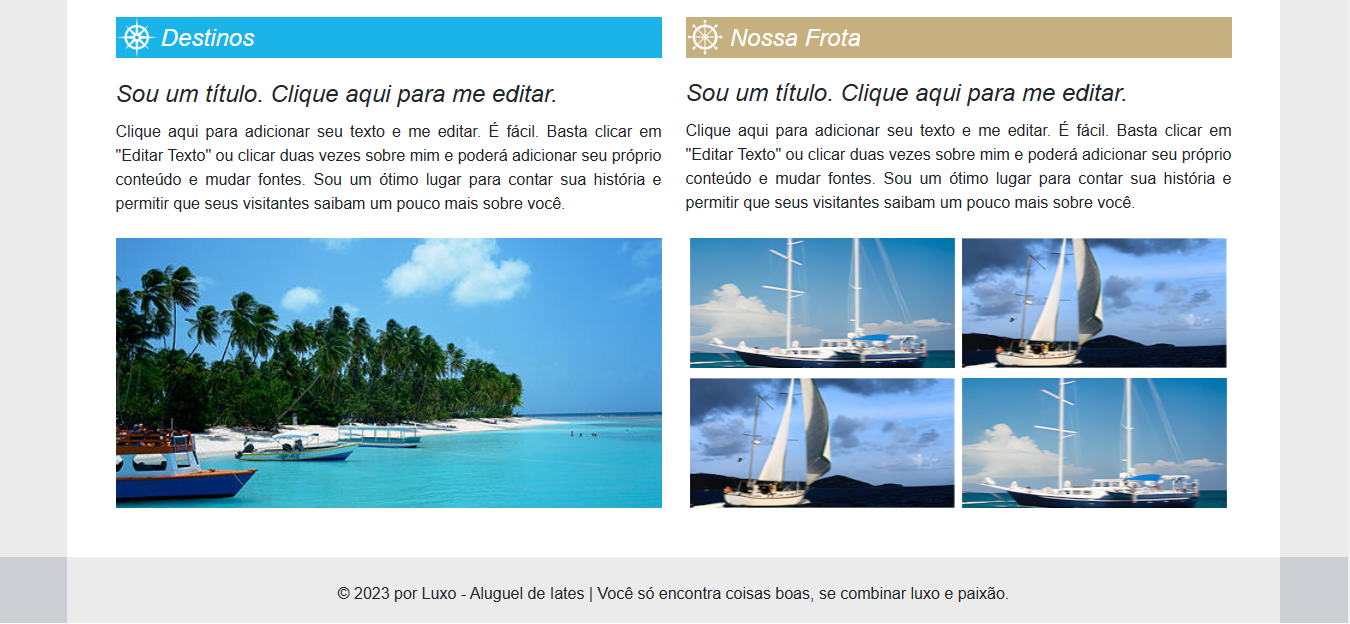 Destinos
Sou um título. Clique aqui para me editar.
Clique aqui para adicionar seu texto e me editar. É fácil. Basta clicar em
"Editar Texto" ou clicar duas vezes sobre mim e poderá adicionar seu próprio
conteúdo e mudar fontes. Sou um ótimo lugar para contar sua história e
permitir que seus visitantes saibam um pouco mais sobre você.
Nossa Frota
Sou um título. Clique aqui para me editar.
Clique aqui para adicionar seu texto e me editar. É fácil. Basta clicar em
"Editar Texto" ou clicar duas vezes sobre mim e poderá adicionar seu próprio
conteúdo e mudar fontes. Sou um ótimo lugar para contar sua história e
permitir que seus visitantes saibam um pouco mais sobre você.
© 2023 por Luxo - Aluguel de Iates | Você só encontra coisas boas, se combinar luxo e paixão.